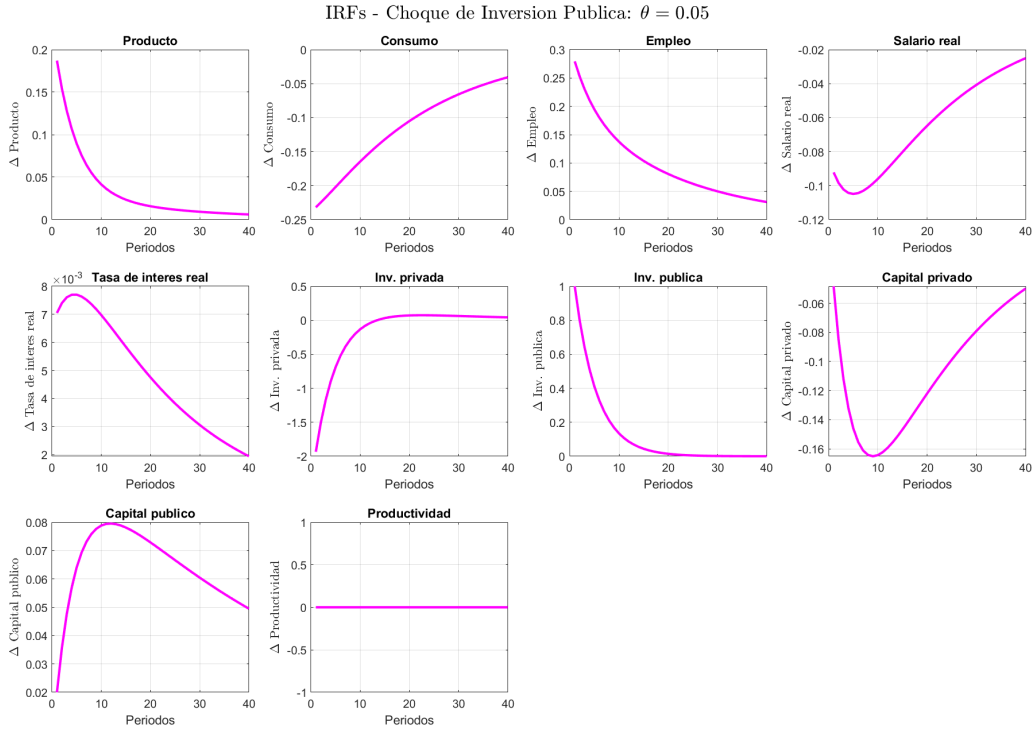 IRFs - Choque de Inversion Publica: θ = 0.05
Producto
Δ Producto
0.2
0.15
0.1
0.05
0
0 10 20 30 40
Periodos
Consumo
Δ Consumo
0
-0.05
-0.1
-0.15
-0.2
-0.25
0 10 20 30 40
Periodos
Empleo
Δ Empleo
0.3
0.25
0.2
0.15
0.1
0.05
0
0 10 20 30 40
Periodos
Salario real
Δ Salario real
-0.02
-0.04
-0.06
-0.08
-0.1
-0.12
0 10 20 30 40
Periodos
Tasa de interes real
×10⁻³
Δ Tasa de interes real
8
7
6
5
4
3
2
0 10 20 30 40
Periodos
Inv. privada
Δ Inv. privada
0.5
0
-0.5
-1
-1.5
-2
0 10 20 30 40
Periodos
Inv. publica
Δ Inv. publica
1
0.8
0.6
0.4
0.2
0
0 10 20 30 40
Periodos
Capital privado
Δ Capital privado
-0.06
-0.08
-0.1
-0.12
-0.14
-0.16
0 10 20 30 40
Periodos
Capital publico
Δ Capital publico
0.08
0.07
0.06
0.05
0.04
0.03
0.02
0 10 20 30 40
Periodos
Productividad
Δ Productividad
1
0.5
0
-0.5
-1
0 10 20 30 40
Periodos